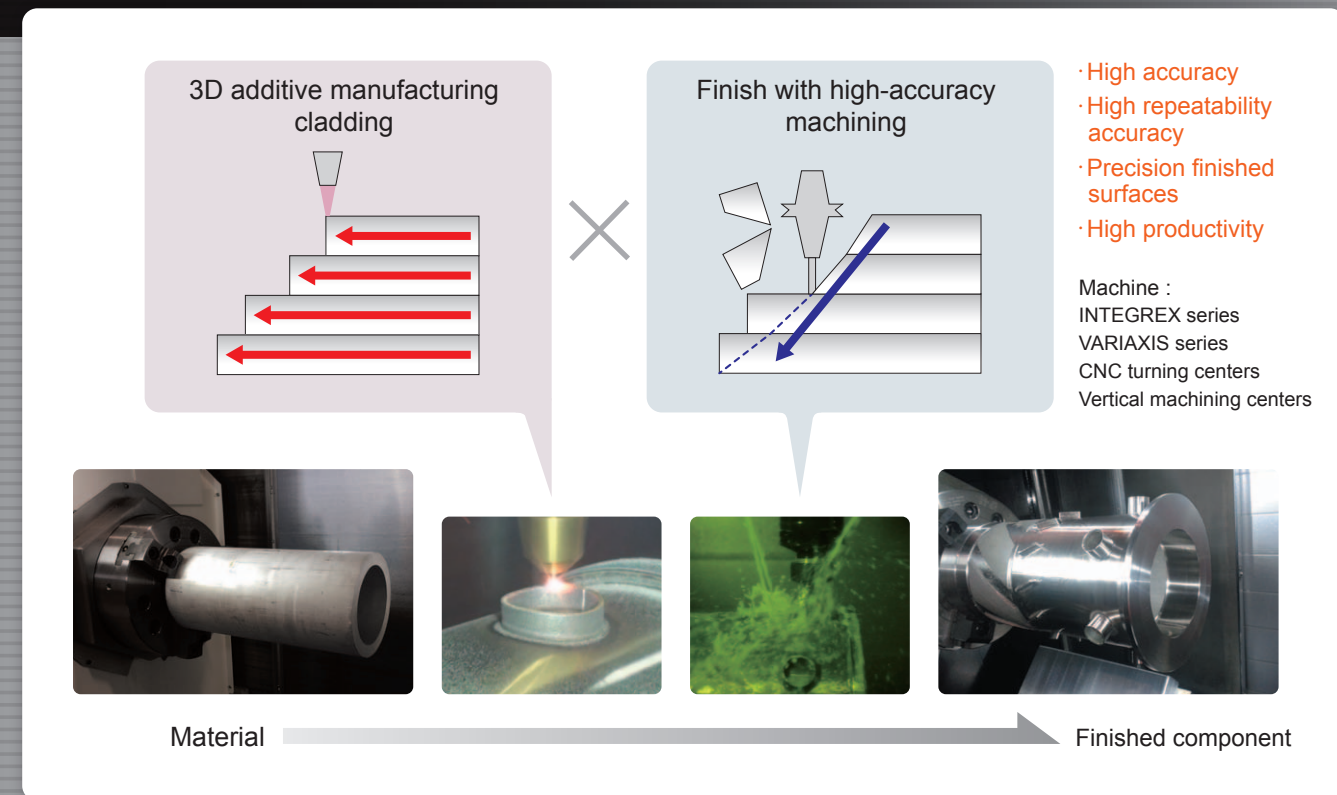 3D additive manufacturing
cladding
Finish with high-accuracy
machining
·High accuracy
·High repeatability
accuracy
·Precision finished
surfaces
·High productivity
Machine :
INTEGREX series
VARIAXIS series
CNC turning centers
Vertical machining centers
Material
Finished component